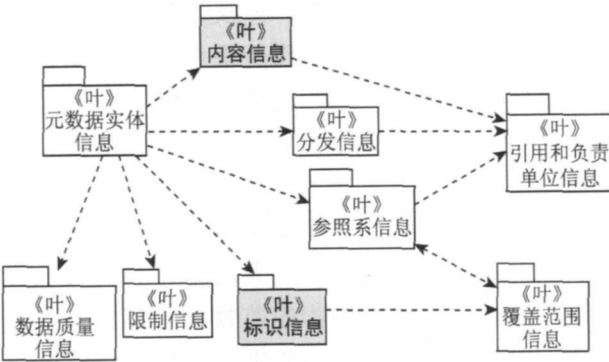 《叶》
内容信息
《叶》
元数据实体
信息
《叶》
分发信息
《叶》
引用和负责
单位信息
《叶》
参照系信息
《叶》
数据质量
信息
《叶》
限制信息
《叶》
标识信息
《叶》
覆盖范围
信息